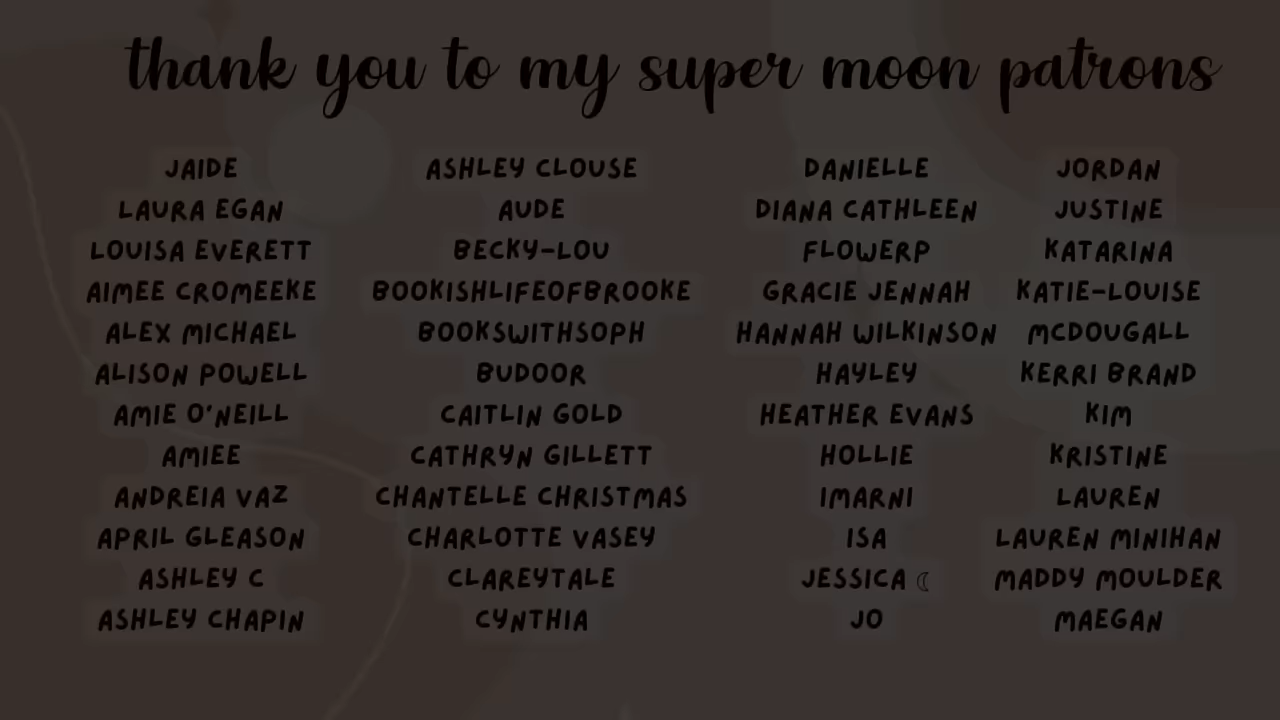 thank you to my super moon patrons
JAIDE
LAURA EGAN
LOUISA EVERETT
AIMEE CROMEEKE
ALEX MICHAEL
ALISON POWELL
AMIE O'NEILL
AMIEE
ANDREIA VAZ
APRIL GLEASON
ASHLEY C
ASHLEY CHAPIN
ASHLEY CLOUSE
AUDE
BECKY-LOU
BOOKISHLIFEOFBROOKE
BOOKSWITHSOPH
BUDOOR
CAITLIN GOLD
CATHRYN GILLETT
CHANTELLE CHRISTMAS
CHARLOTTE VASEY
CLAREYTALE
CYNTHIA
DANIELLE
DIANA CATHLEEN
FLOWERP
GRACIE JENNAH
HANNAH WILKINSON
HAYLEY
HEATHER EVANS
HOLLIE
IMARNI
ISA
JESSICA ☾
JO
JORDAN
JUSTINE
KATARINA
KATIE-LOUISE
MCDOUGALL
KERRI BRAND
KIM
KRISTINE
LAUREN
LAUREN MINIHAN
MADDY MOULDER
MAEGAN